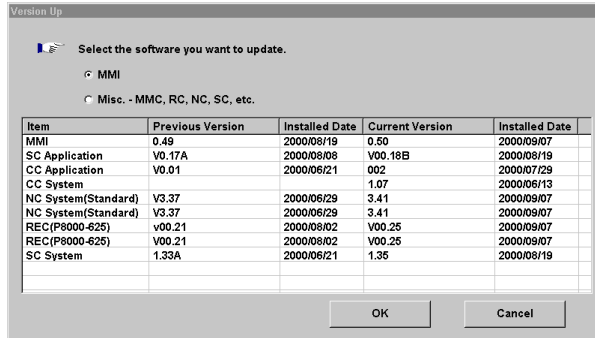 Version Up
Select the software you want to update.
MMI
Misc. - MMC, RC, NC, SC, etc.
Item Previous Version Installed Date Current Version Installed Date
MMI 0.49 2000/08/19 0.50 2000/09/07
SC Application V0.17A 2000/08/08 V00.18B 2000/08/19
CC Application V0.01 2000/06/21 002 2000/07/29
CC System 1.07 2000/06/13
NC System(Standard) V3.37 2000/06/29 3.41 2000/09/07
NC System(Standard) V3.37 2000/06/29 3.41 2000/09/07
REC(P8000-625) v00.21 2000/08/02 V00.25 2000/09/07
REC(P8000-625) V00.21 2000/08/02 V00.25 2000/09/07
SC System 1.33A 2000/06/21 1.35 2000/08/19
OK Cancel